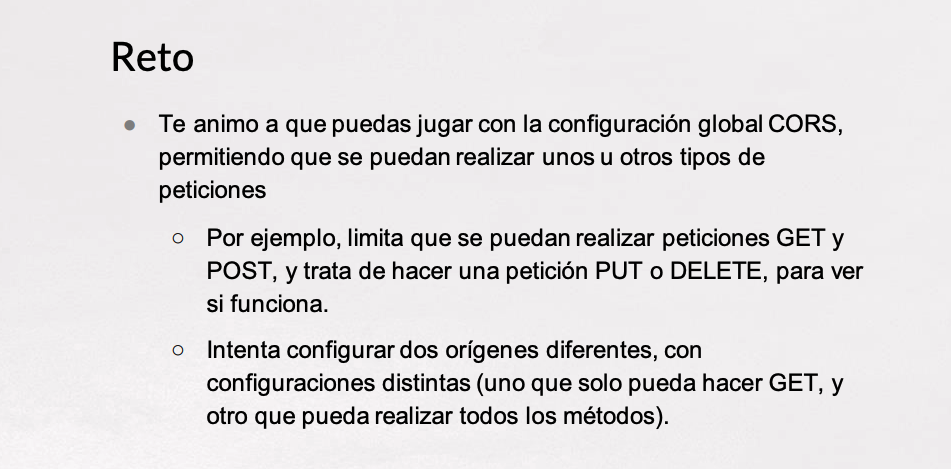 Reto
● Te animo a que puedas jugar con la configuración global CORS,
permitiendo que se puedan realizar unos u otros tipos de
peticiones
○ Por ejemplo, limita que se puedan realizar peticiones GET y
POST, y trata de hacer una petición PUT o DELETE, para ver
si funciona.
○ Intenta configurar dos orígenes diferentes, con
configuraciones distintas (uno que solo pueda hacer GET, y
otro que pueda realizar todos los métodos).